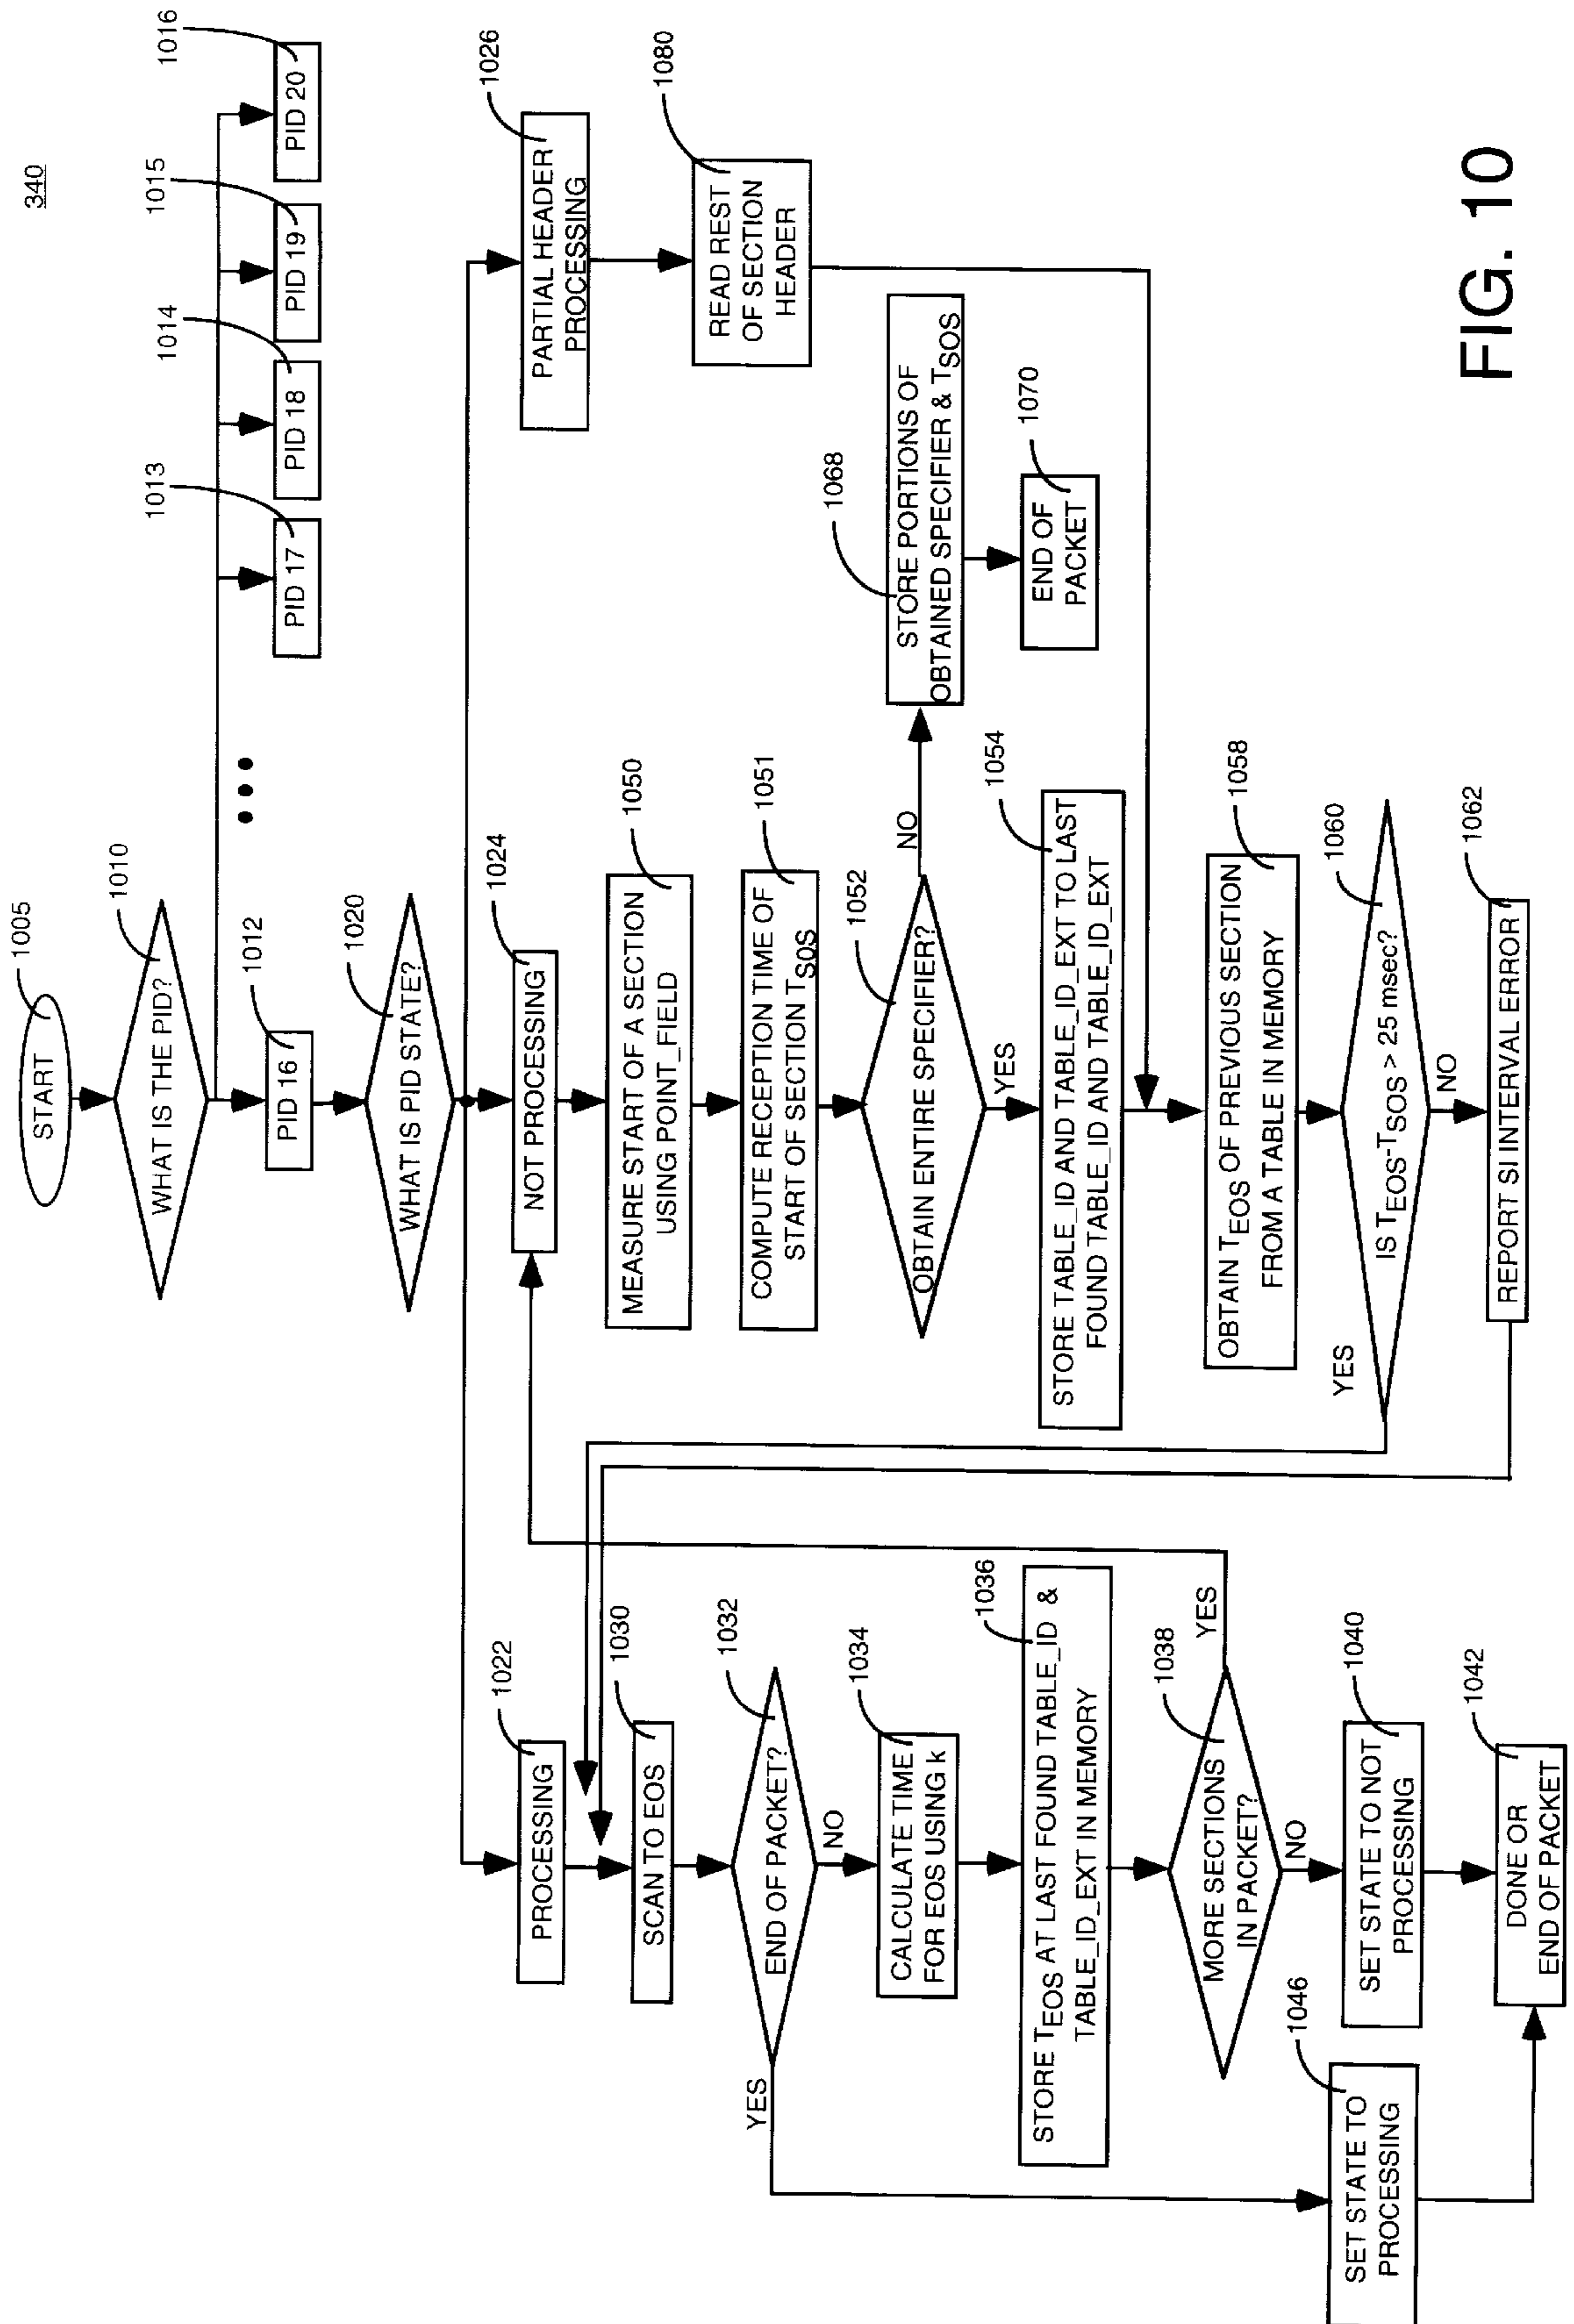 340
START
1005
WHAT IS THE PID?
1010
PID 16
1012
PID 17
1013
PID 18
1014
PID 19
1015
PID 20
1016
WHAT IS PID STATE?
1020
PROCESSING
1022
NOT PROCESSING
1024
PARTIAL HEADER
PROCESSING
1026
SCAN TO EOS
1030
END OF PACKET?
1032
YES
NO
CALCULATE TIME
FOR EOS USING k
1034
STORE TEOS AT LAST FOUND TABLE_ID &
TABLE_ID_EXT IN MEMORY
1036
MORE SECTIONS
IN PACKET?
1038
YES
NO
SET STATE TO NOT
PROCESSING
1040
DONE OR
END OF PACKET
1042
SET STATE TO
PROCESSING
1046
MEASURE START OF A SECTION
USING POINT_FIELD
1050
COMPUTE RECEPTION TIME OF
START OF SECTION TSOS
1051
OBTAIN ENTIRE SPECIFIER?
1052
NO
YES
STORE TABLE_ID AND TABLE_ID_EXT TO LAST
FOUND TABLE_ID AND TABLE_ID_EXT
1054
OBTAIN TEOS OF PREVIOUS SECTION
FROM A TABLE IN MEMORY
1058
IS TEOS-TSOS > 25 msec?
1060
YES
NO
REPORT SI INTERVAL ERROR
1062
STORE PORTIONS OF
OBTAINED SPECIFIER & TSOS
1068
END OF
PACKET
1070
READ REST
OF SECTION
HEADER
1080
FIG. 10